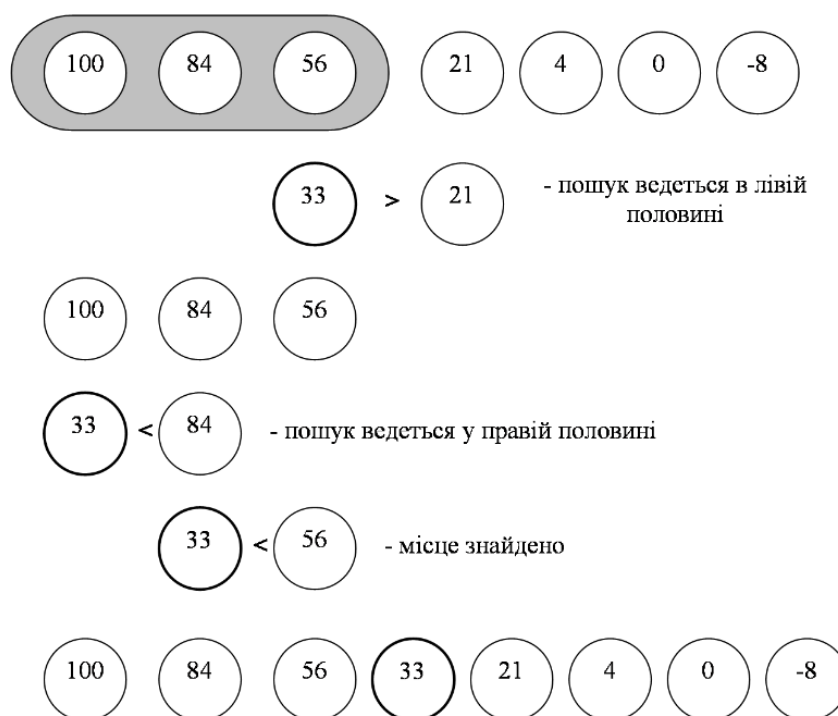 100 84 56 21 4 0 -8
33 > 21 - пошук ведеться в лівій
половині
100 84 56
33 < 84 - пошук ведеться у правій половині
33 < 56 - місце знайдено
100 84 56 33 21 4 0 -8